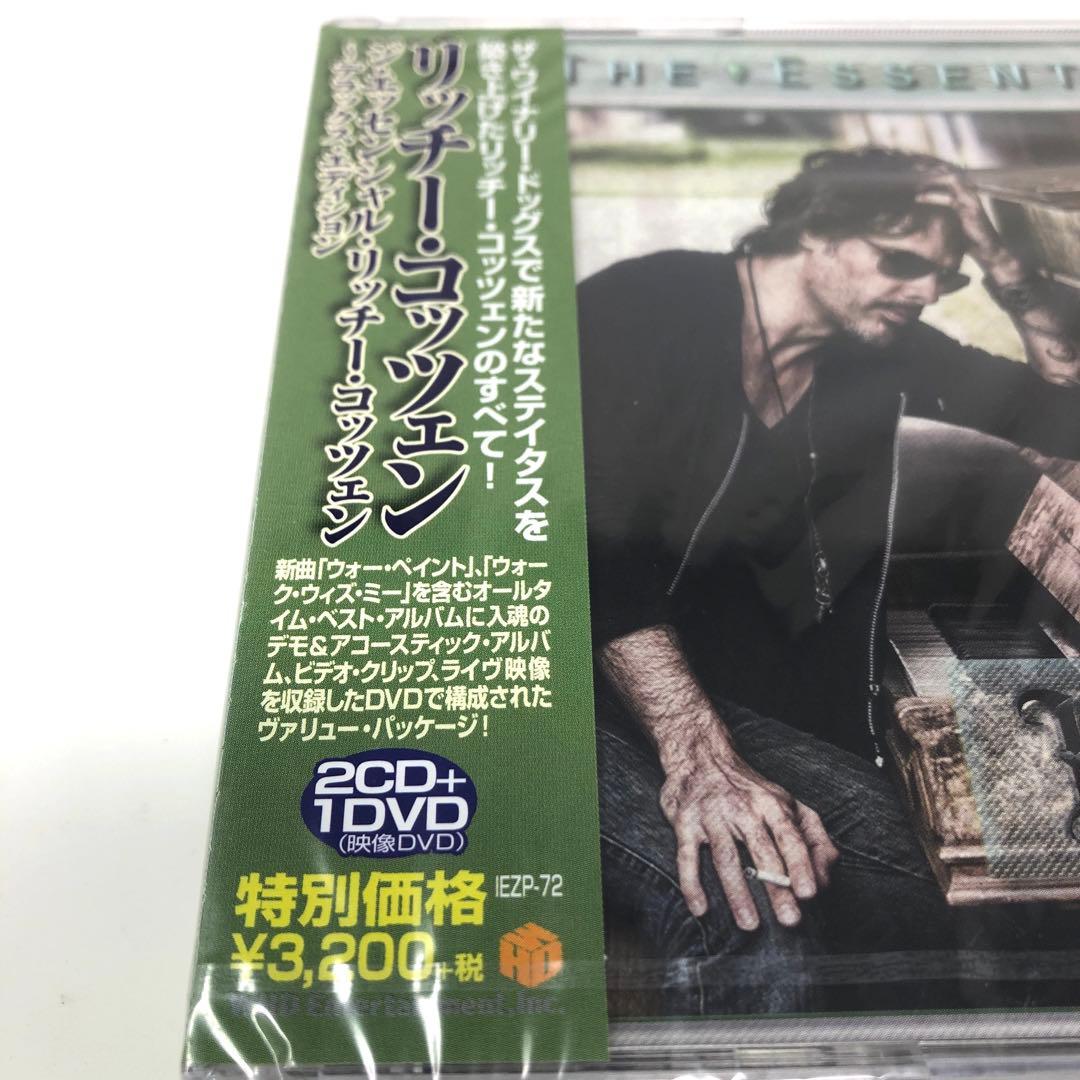 ザ・ワイナリー・ドッグスで新たなステイタスを
築き上げたリッチー・コッツェンのすべて!
リッチー・コッツェン
ジ・エッセンシャル・リッチー・コッツェン
ーデラックス・エディション
新曲「ウォー・ペイント」、「ウォー
ク・ウィズ・ミー」を含むオールタ
イム・ベスト・アルバムに入魂の
デモ&アコースティック・アルバ
ム、ビデオ・クリップ、ライヴ映像
を収録したDVDで構成された
ヴァリュー・パッケージ!
2CD+
1DVD
(映像DVD)
特別価格
IEZP-72
¥3,200+税
WHD
WHD Entertainment,Inc.
THE・ESSENT